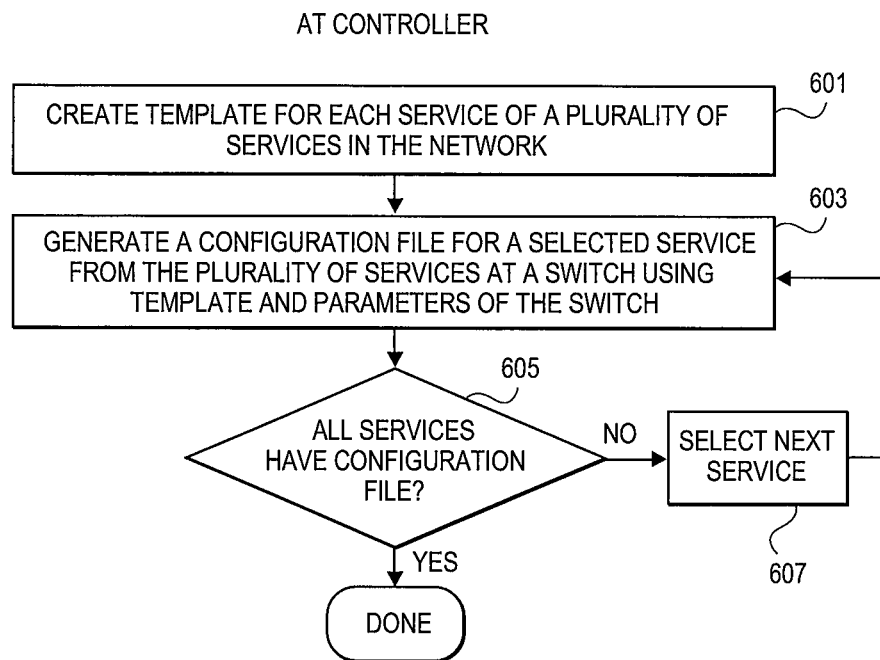 AT CONTROLLER
601
CREATE TEMPLATE FOR EACH SERVICE OF A PLURALITY OF
SERVICES IN THE NETWORK
603
GENERATE A CONFIGURATION FILE FOR A SELECTED SERVICE
FROM THE PLURALITY OF SERVICES AT A SWITCH USING
TEMPLATE AND PARAMETERS OF THE SWITCH
605
ALL SERVICES
HAVE CONFIGURATION
FILE?
NO
SELECT NEXT
SERVICE
607
YES
DONE